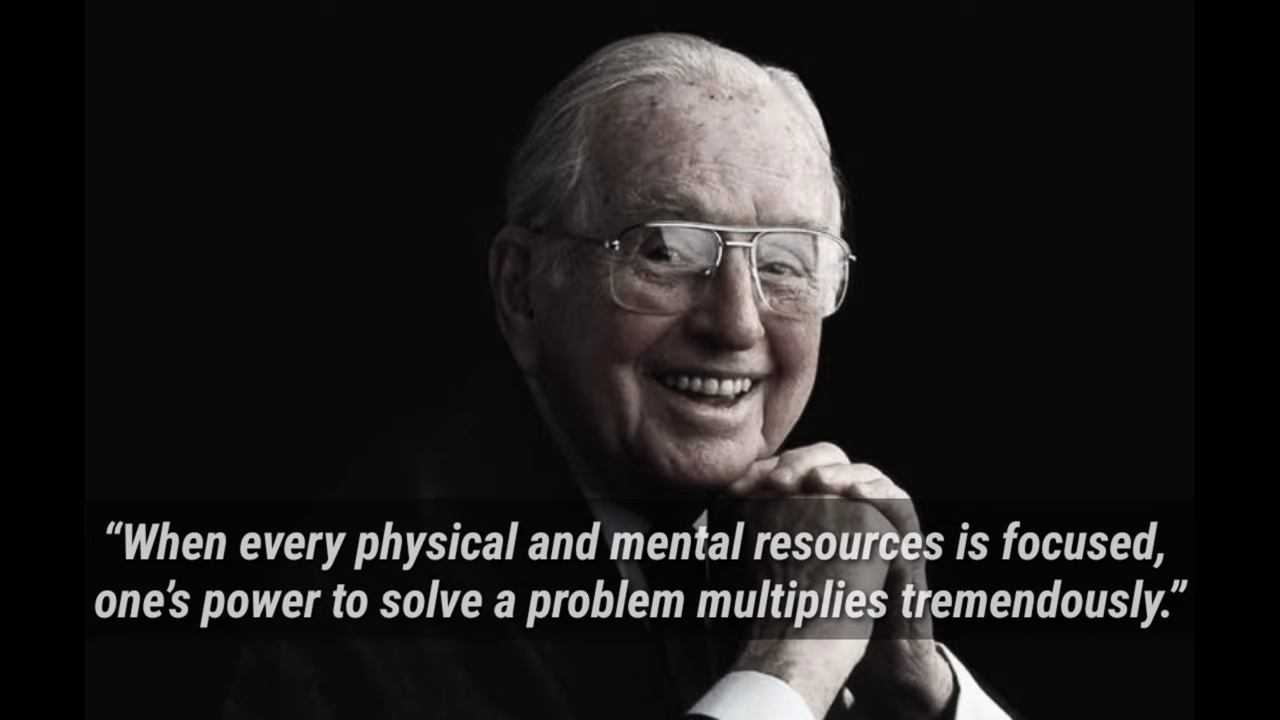 “When every physical and mental resources is focused,
one’s power to solve a problem multiplies tremendously.”